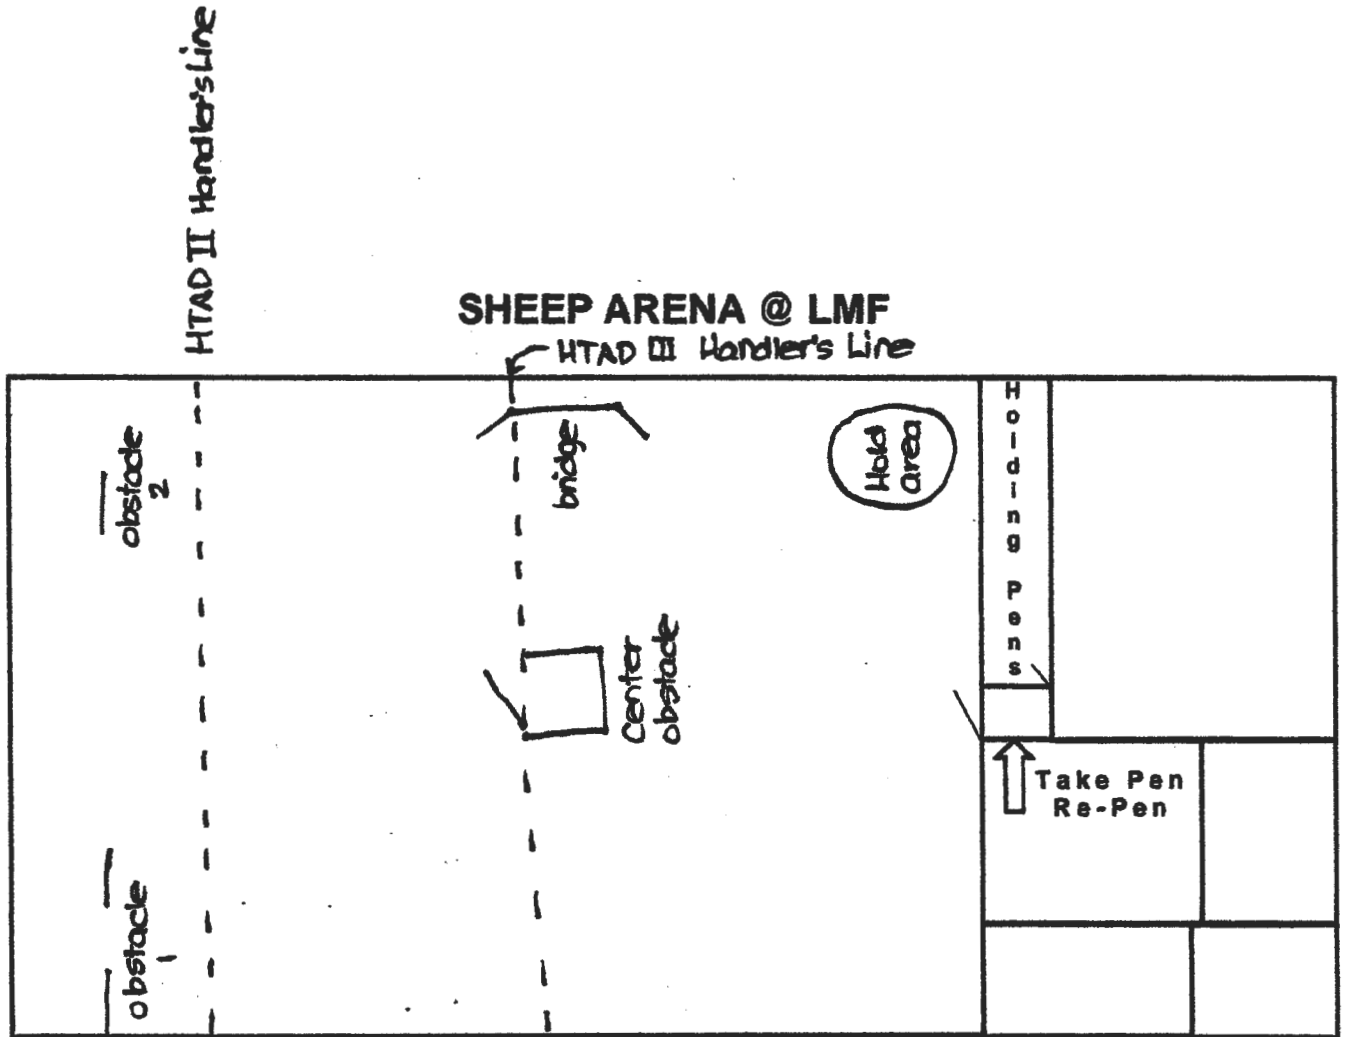 HTAD II Handler's Line
SHEEP ARENA @ LMF
HTAD III Handler's Line
obstacle
2
bridge
Hold
area
Holding Pens
Center
obstacle
Take Pen
Re-Pen
obstacle
1